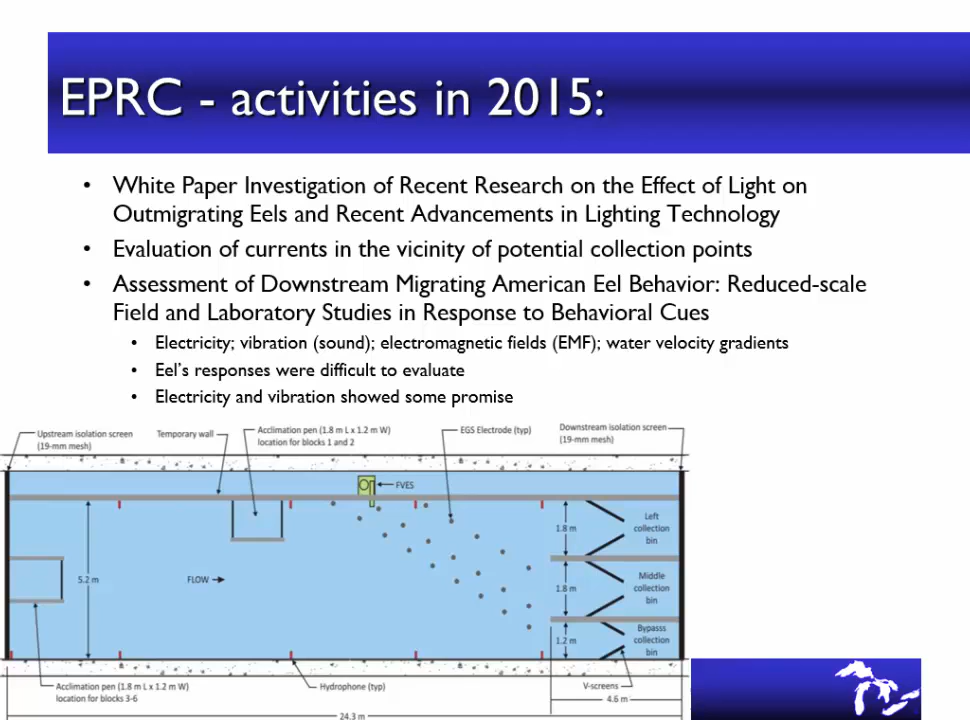 EPRC - activities in 2015:
• White Paper Investigation of Recent Research on the Effect of Light on
Outmigrating Eels and Recent Advancements in Lighting Technology
• Evaluation of currents in the vicinity of potential collection points
• Assessment of Downstream Migrating American Eel Behavior: Reduced-scale
Field and Laboratory Studies in Response to Behavioral Cues
• Electricity; vibration (sound); electromagnetic fields (EMF); water velocity gradients
• Eel's responses were difficult to evaluate
• Electricity and vibration showed some promise
Upstream isolation screen
(19-mm mesh)
Temporary wall
Acclimation pen (1.8 m L x 1.2 m W)
location for blocks 1 and 2
EGS Electrode (typ)
Downstream isolation screen
(19-mm mesh)
FVES
Left
collection
bin
1.8 m
5.2 m
FLOW
Middle
collection
bin
1.8 m
Bypasss
collection
bin
1.2 m
Acclimation pen (1.8 m L x 1.2 m W)
location for blocks 3-6
Hydrophone (typ)
V-screens
4.6 m
24.3 m